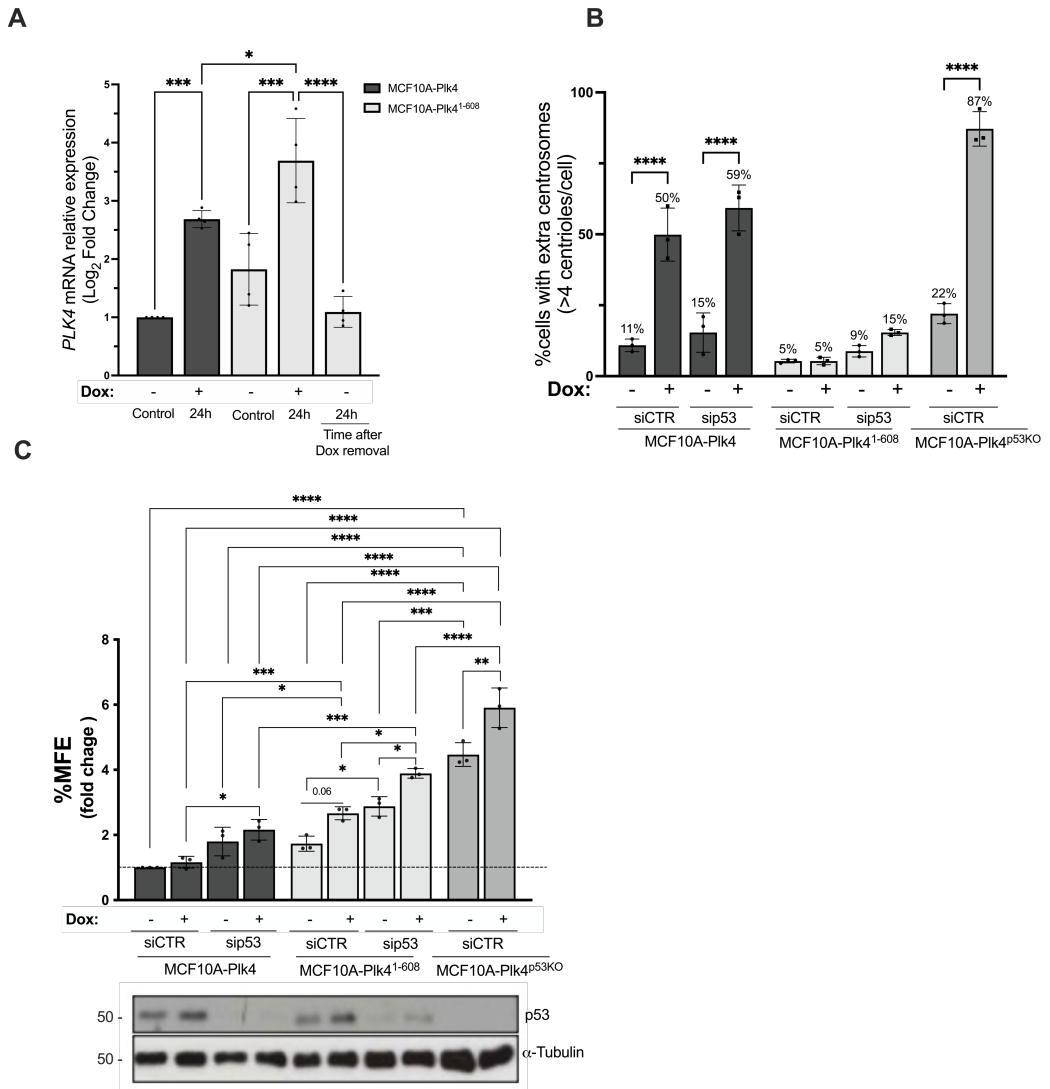 A
PLK4 mRNA relative expression
(Log2 Fold Change)
5
4
3
2
1
0
*
***
***
****
MCF10A-Plk4
MCF10A-Plk4¹⁻⁶⁰⁸
Dox:
-
+
-
+
-
Control
24h
Control
24h
24h
Time after
Dox removal
B
%cells with extra centrosomes
(>4 centrioles/cell)
100
50
0
****
****
****
11%
50%
15%
59%
5%
5%
9%
15%
22%
87%
Dox:
-
+
-
+
-
+
-
+
-
+
siCTR
sip53
siCTR
sip53
siCTR
MCF10A-Plk4
MCF10A-Plk4¹⁻⁶⁰⁸
MCF10A-Plk4ᵖ⁵³ᴷᴼ
C
%MFE
(fold chage )
8
6
4
2
0
****
****
****
****
****
****
***
****
**
***
*
***
*
*
*
0.06
*
Dox:
-
+
-
+
-
+
-
+
-
+
siCTR
sip53
siCTR
sip53
siCTR
MCF10A-Plk4
MCF10A-Plk4¹⁻⁶⁰⁸
MCF10A-Plk4ᵖ⁵³ᴷᴼ
50 -
p53
50 -
α-Tubulin